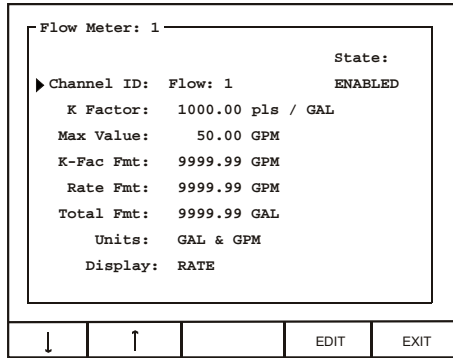 Flow Meter: 1
State:
Channel ID: Flow: 1 ENABLED
K Factor: 1000.00 pls / GAL
Max Value: 50.00 GPM
K-Fac Fmt: 9999.99 GPM
Rate Fmt: 9999.99 GPM
Total Fmt: 9999.99 GAL
Units: GAL & GPM
Display: RATE
↓ ↑ EDIT EXIT